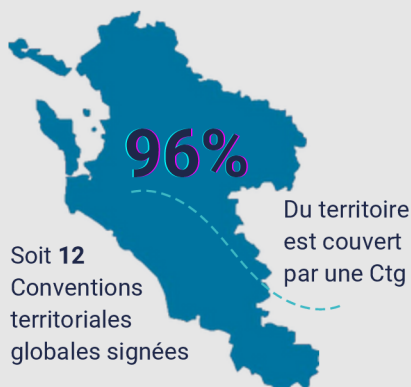 96%
Du territoire
est couvert
par une Ctg
Soit 12
Conventions
territoriales
globales signées